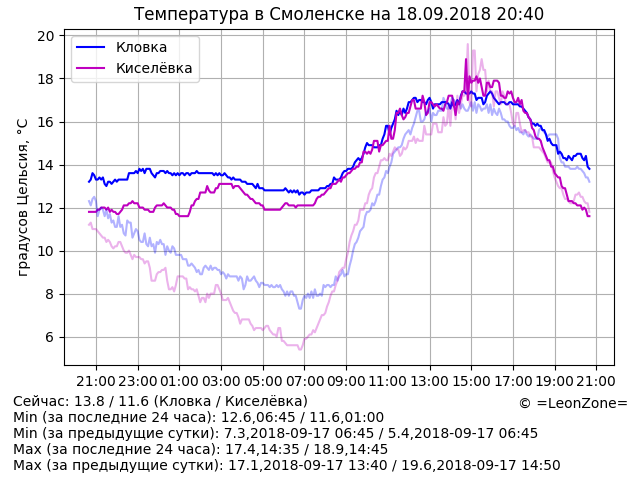 Температура в Смоленске на 18.09.2018 20:40
Кловка
Киселёвка
градусов Цельсия, °C
20
18
16
14
12
10
8
6
21:00 23:00 01:00 03:00 05:00 07:00 09:00 11:00 13:00 15:00 17:00 19:00 21:00
Сейчас: 13.8 / 11.6 (Кловка / Киселёвка)
© =LeonZone=
Min (за последние 24 часа): 12.6,06:45 / 11.6,01:00
Min (за предыдущие сутки): 7.3,2018-09-17 06:45 / 5.4,2018-09-17 06:45
Max (за последние 24 часа): 17.4,14:35 / 18.9,14:45
Max (за предыдущие сутки): 17.1,2018-09-17 13:40 / 19.6,2018-09-17 14:50